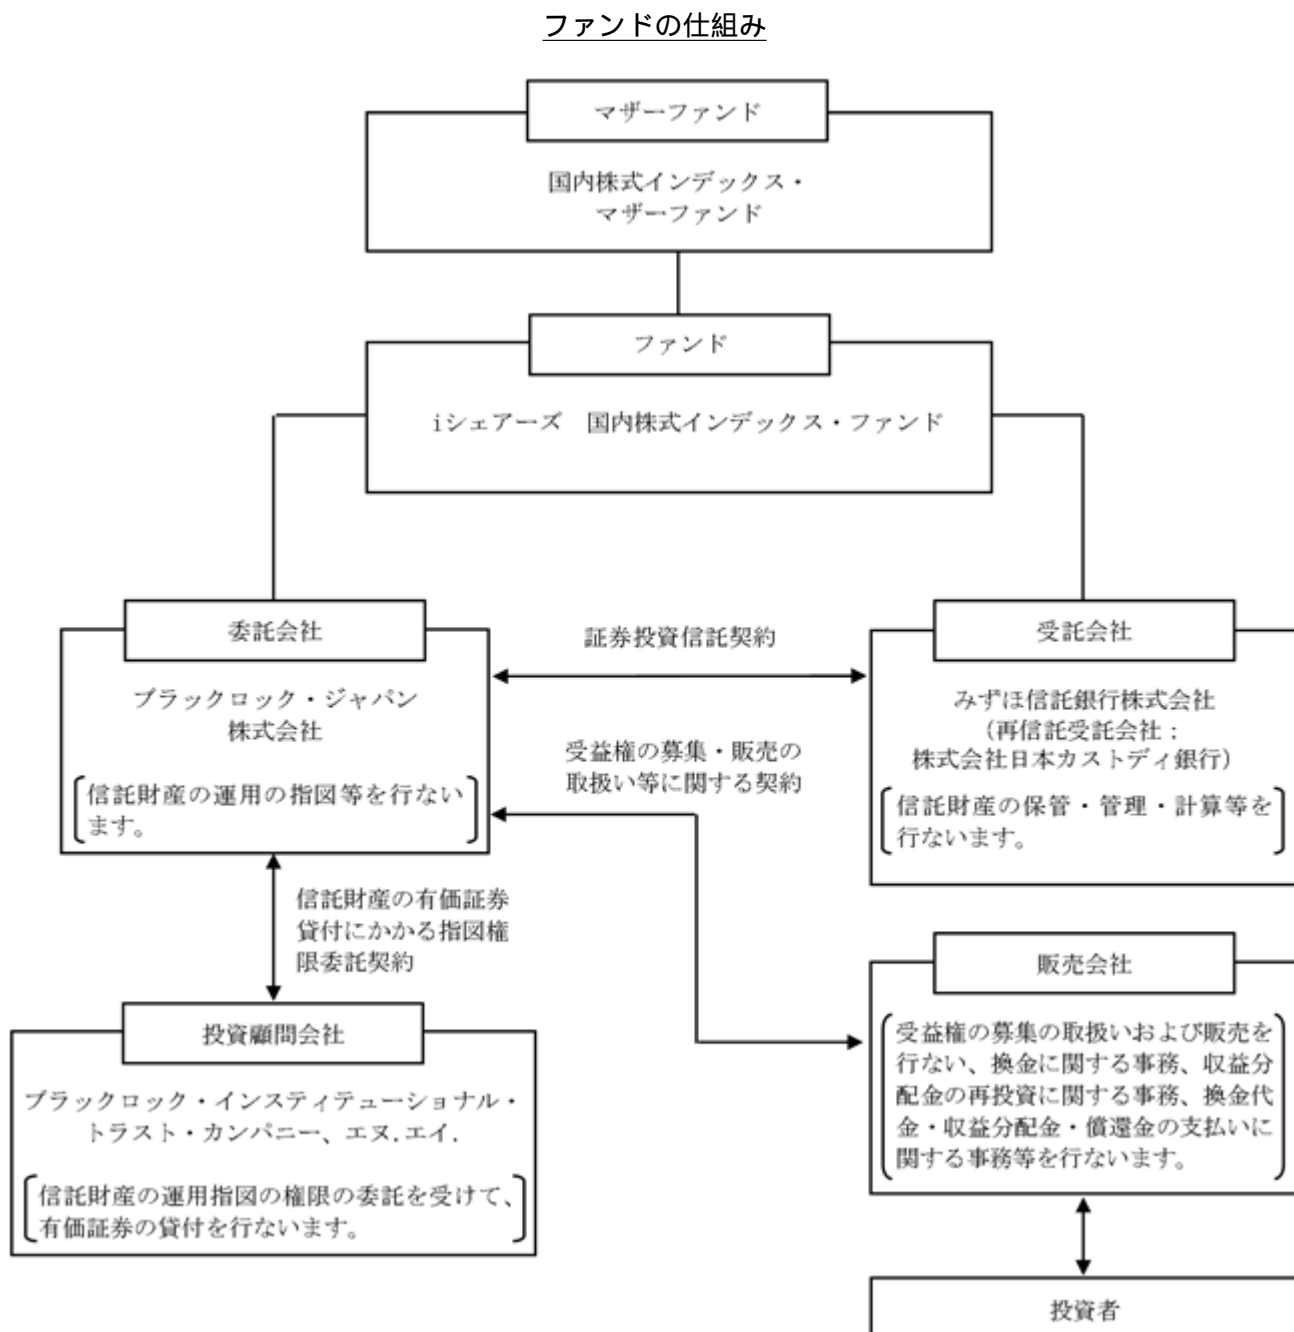 ファンドの仕組み
マザーファンド
国内株式インデックス・
マザーファンド
ファンド
iシェアーズ　国内株式インデックス・ファンド
委託会社
ブラックロック・ジャパン
株式会社
信託財産の運用の指図等を行ない
ます。
証券投資信託契約
受益権の募集・販売の
取扱い等に関する契約
受託会社
みずほ信託銀行株式会社
（再信託受託会社：
株式会社日本カストディ銀行）
信託財産の保管・管理・計算等を
行ないます。
信託財産の有価証券
貸付にかかる指図権
限委託契約
投資顧問会社
ブラックロック・インスティテューショナル・
トラスト・カンパニー、エヌ.エイ.
信託財産の運用指図の権限の委託を受けて、
有価証券の貸付を行ないます。
販売会社
受益権の募集の取扱いおよび販売を
行ない、換金に関する事務、収益分
配金の再投資に関する事務、換金代
金・収益分配金・償還金の支払いに
関する事務等を行ないます。
投資者